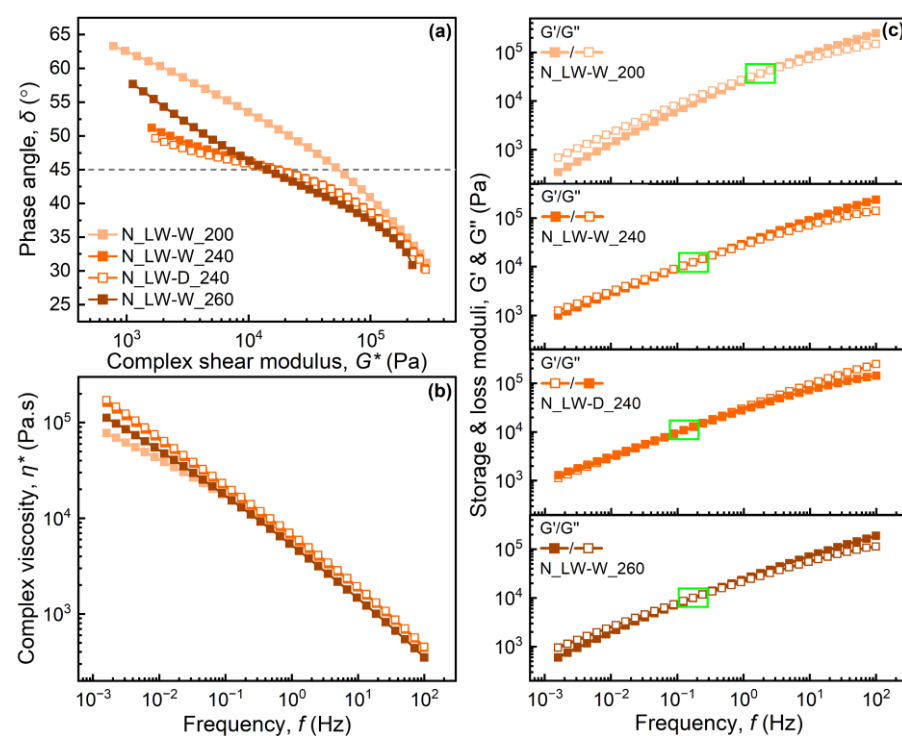 (a)
65
60
55
50
45
40
35
30
25
Phase angle, δ (°)
N_LW-W_200
N_LW-W_240
N_LW-D_240
N_LW-W_260
10³ 10⁴ 10⁵
Complex shear modulus, G* (Pa)
(b)
10⁵
10⁴
10³
Complex viscosity, η* (Pa.s)
10⁻³ 10⁻² 10⁻¹ 10⁰ 10¹ 10²
Frequency, f (Hz)
(c)
Storage & loss moduli, G' & G" (Pa)
G'/G"
/
N_LW-W_200
10⁵
10⁴
10³
G'/G"
/
N_LW-W_240
10⁵
10⁴
10³
G'/G"
/
N_LW-D_240
10⁵
10⁴
10³
G'/G"
/
N_LW-W_260
10⁵
10⁴
10³
10⁻³ 10⁻² 10⁻¹ 10⁰ 10¹ 10²
Frequency, f (Hz)